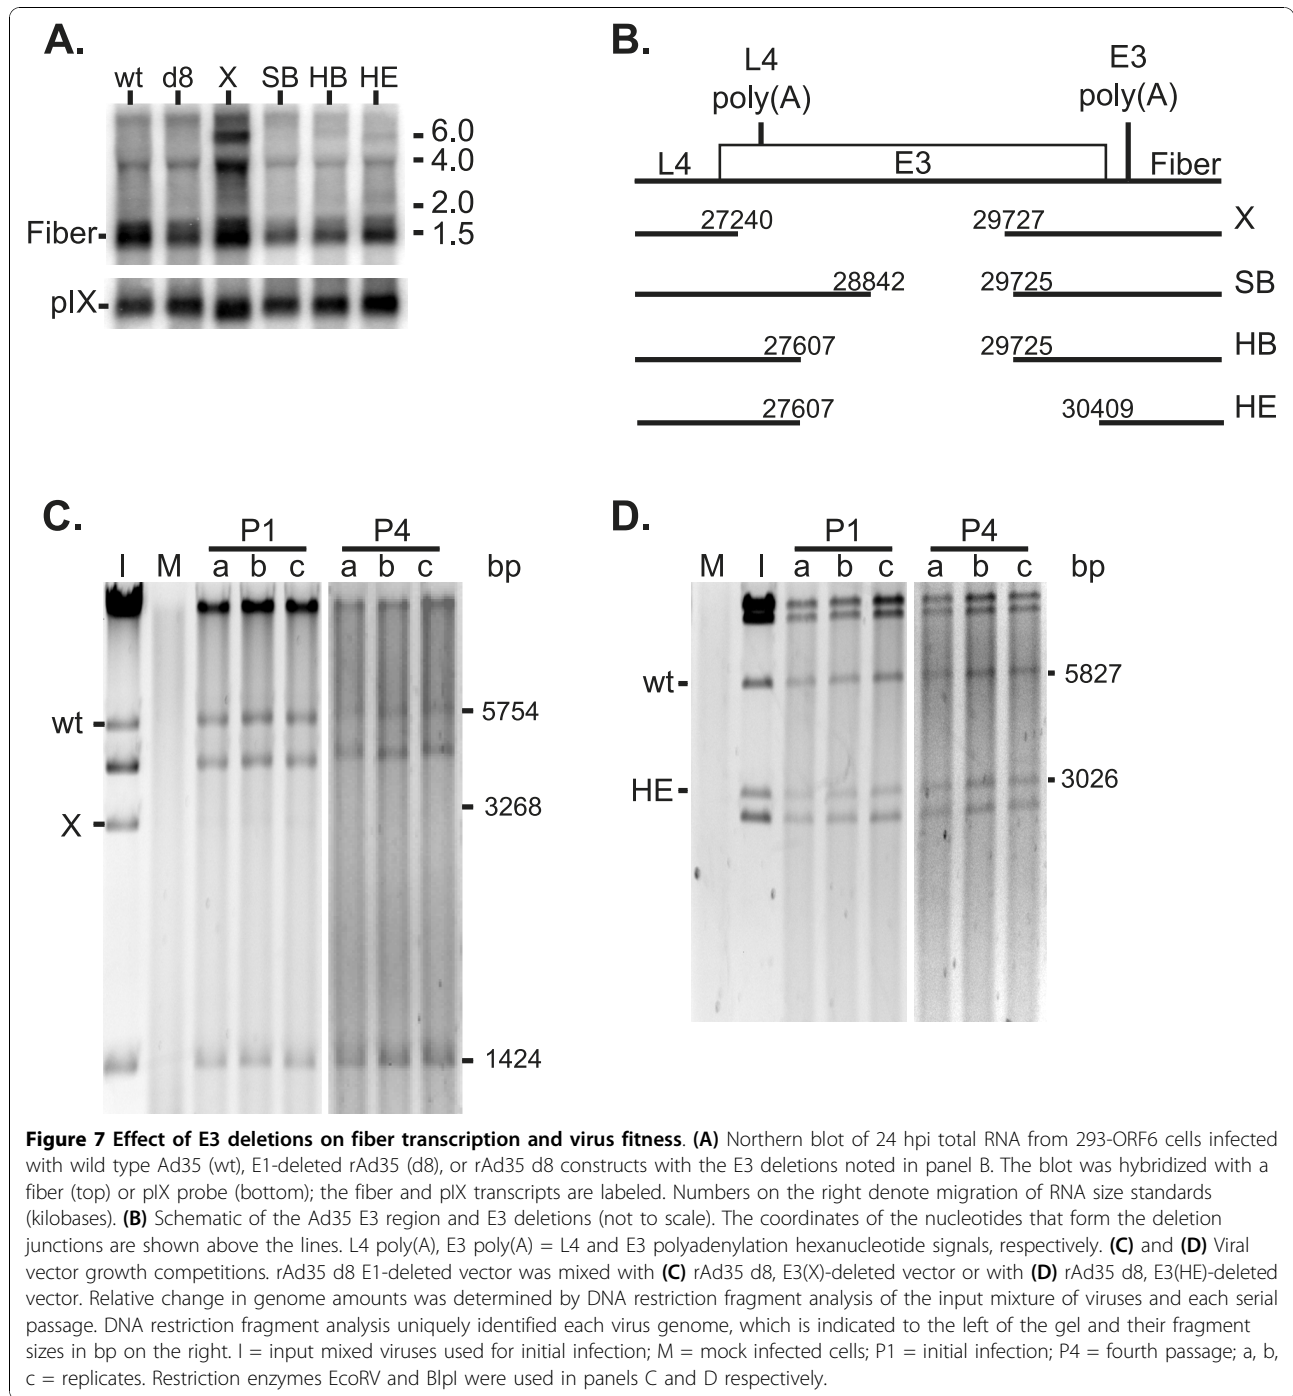 A.
wt d8 X SB HB HE
6.0
4.0
2.0
Fiber
1.5
pIX
B.
L4 poly(A)
E3 poly(A)
L4 E3 Fiber
27240 29727 X
28842 29725 SB
27607 29725 HB
27607 30409 HE
C.
P1 P4
I M a b c a b c bp
wt
5754
3268
X
1424
D.
P1 P4
M I a b c a b c bp
wt
5827
3026
HE
Figure 7 Effect of E3 deletions on fiber transcription and virus fitness. (A) Northern blot of 24 hpi total RNA from 293-ORF6 cells infected
with wild type Ad35 (wt), E1-deleted rAd35 (d8), or rAd35 d8 constructs with the E3 deletions noted in panel B. The blot was hybridized with a
fiber (top) or pIX probe (bottom); the fiber and pIX transcripts are labeled. Numbers on the right denote migration of RNA size standards
(kilobases). (B) Schematic of the Ad35 E3 region and E3 deletions (not to scale). The coordinates of the nucleotides that form the deletion
junctions are shown above the lines. L4 poly(A), E3 poly(A) = L4 and E3 polyadenylation hexanucleotide signals, respectively. (C) and (D) Viral
vector growth competitions. rAd35 d8 E1-deleted vector was mixed with (C) rAd35 d8, E3(X)-deleted vector or with (D) rAd35 d8, E3(HE)-deleted
vector. Relative change in genome amounts was determined by DNA restriction fragment analysis of the input mixture of viruses and each serial
passage. DNA restriction fragment analysis uniquely identified each virus genome, which is indicated to the left of the gel and their fragment
sizes in bp on the right. I = input mixed viruses used for initial infection; M = mock infected cells; P1 = initial infection; P4 = fourth passage; a, b,
c = replicates. Restriction enzymes EcoRV and BlpI were used in panels C and D respectively.